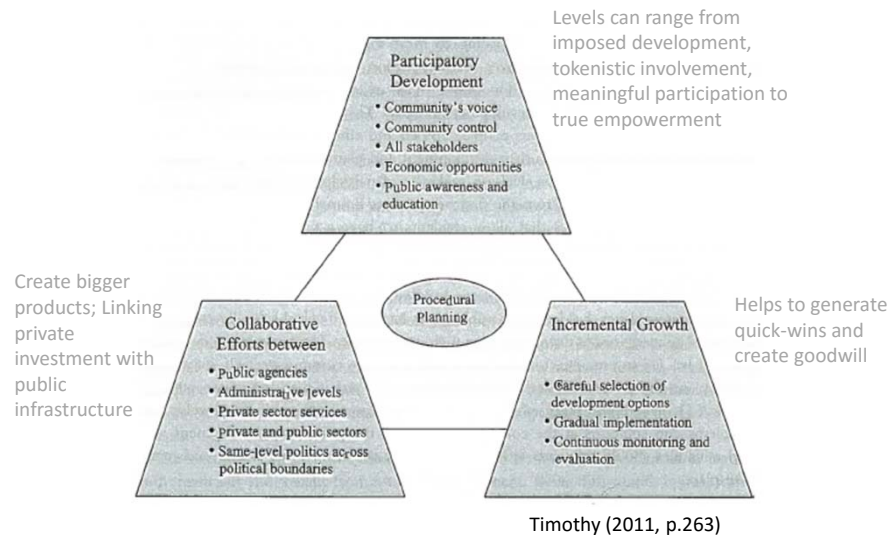 Levels can range from
imposed development,
tokenistic involvement,
meaningful participation to
true empowerment
Participatory
Development
• Community's voice
• Community control
• All stakeholders
• Economic opportunities
• Public awareness and
education
Create bigger
products; Linking
private
investment with
public
infrastructure
Procedural
Planning
Collaborative
Efforts between
• Public agencies
• Administrative levels
• Private sector services
• Private and public sectors
• Same-level politics across
political boundaries
Incremental Growth
• Careful selection of
development options
• Gradual implementation
• Continuous monitoring and
evaluation
Helps to generate
quick-wins and
create goodwill
Timothy (2011, p.263)